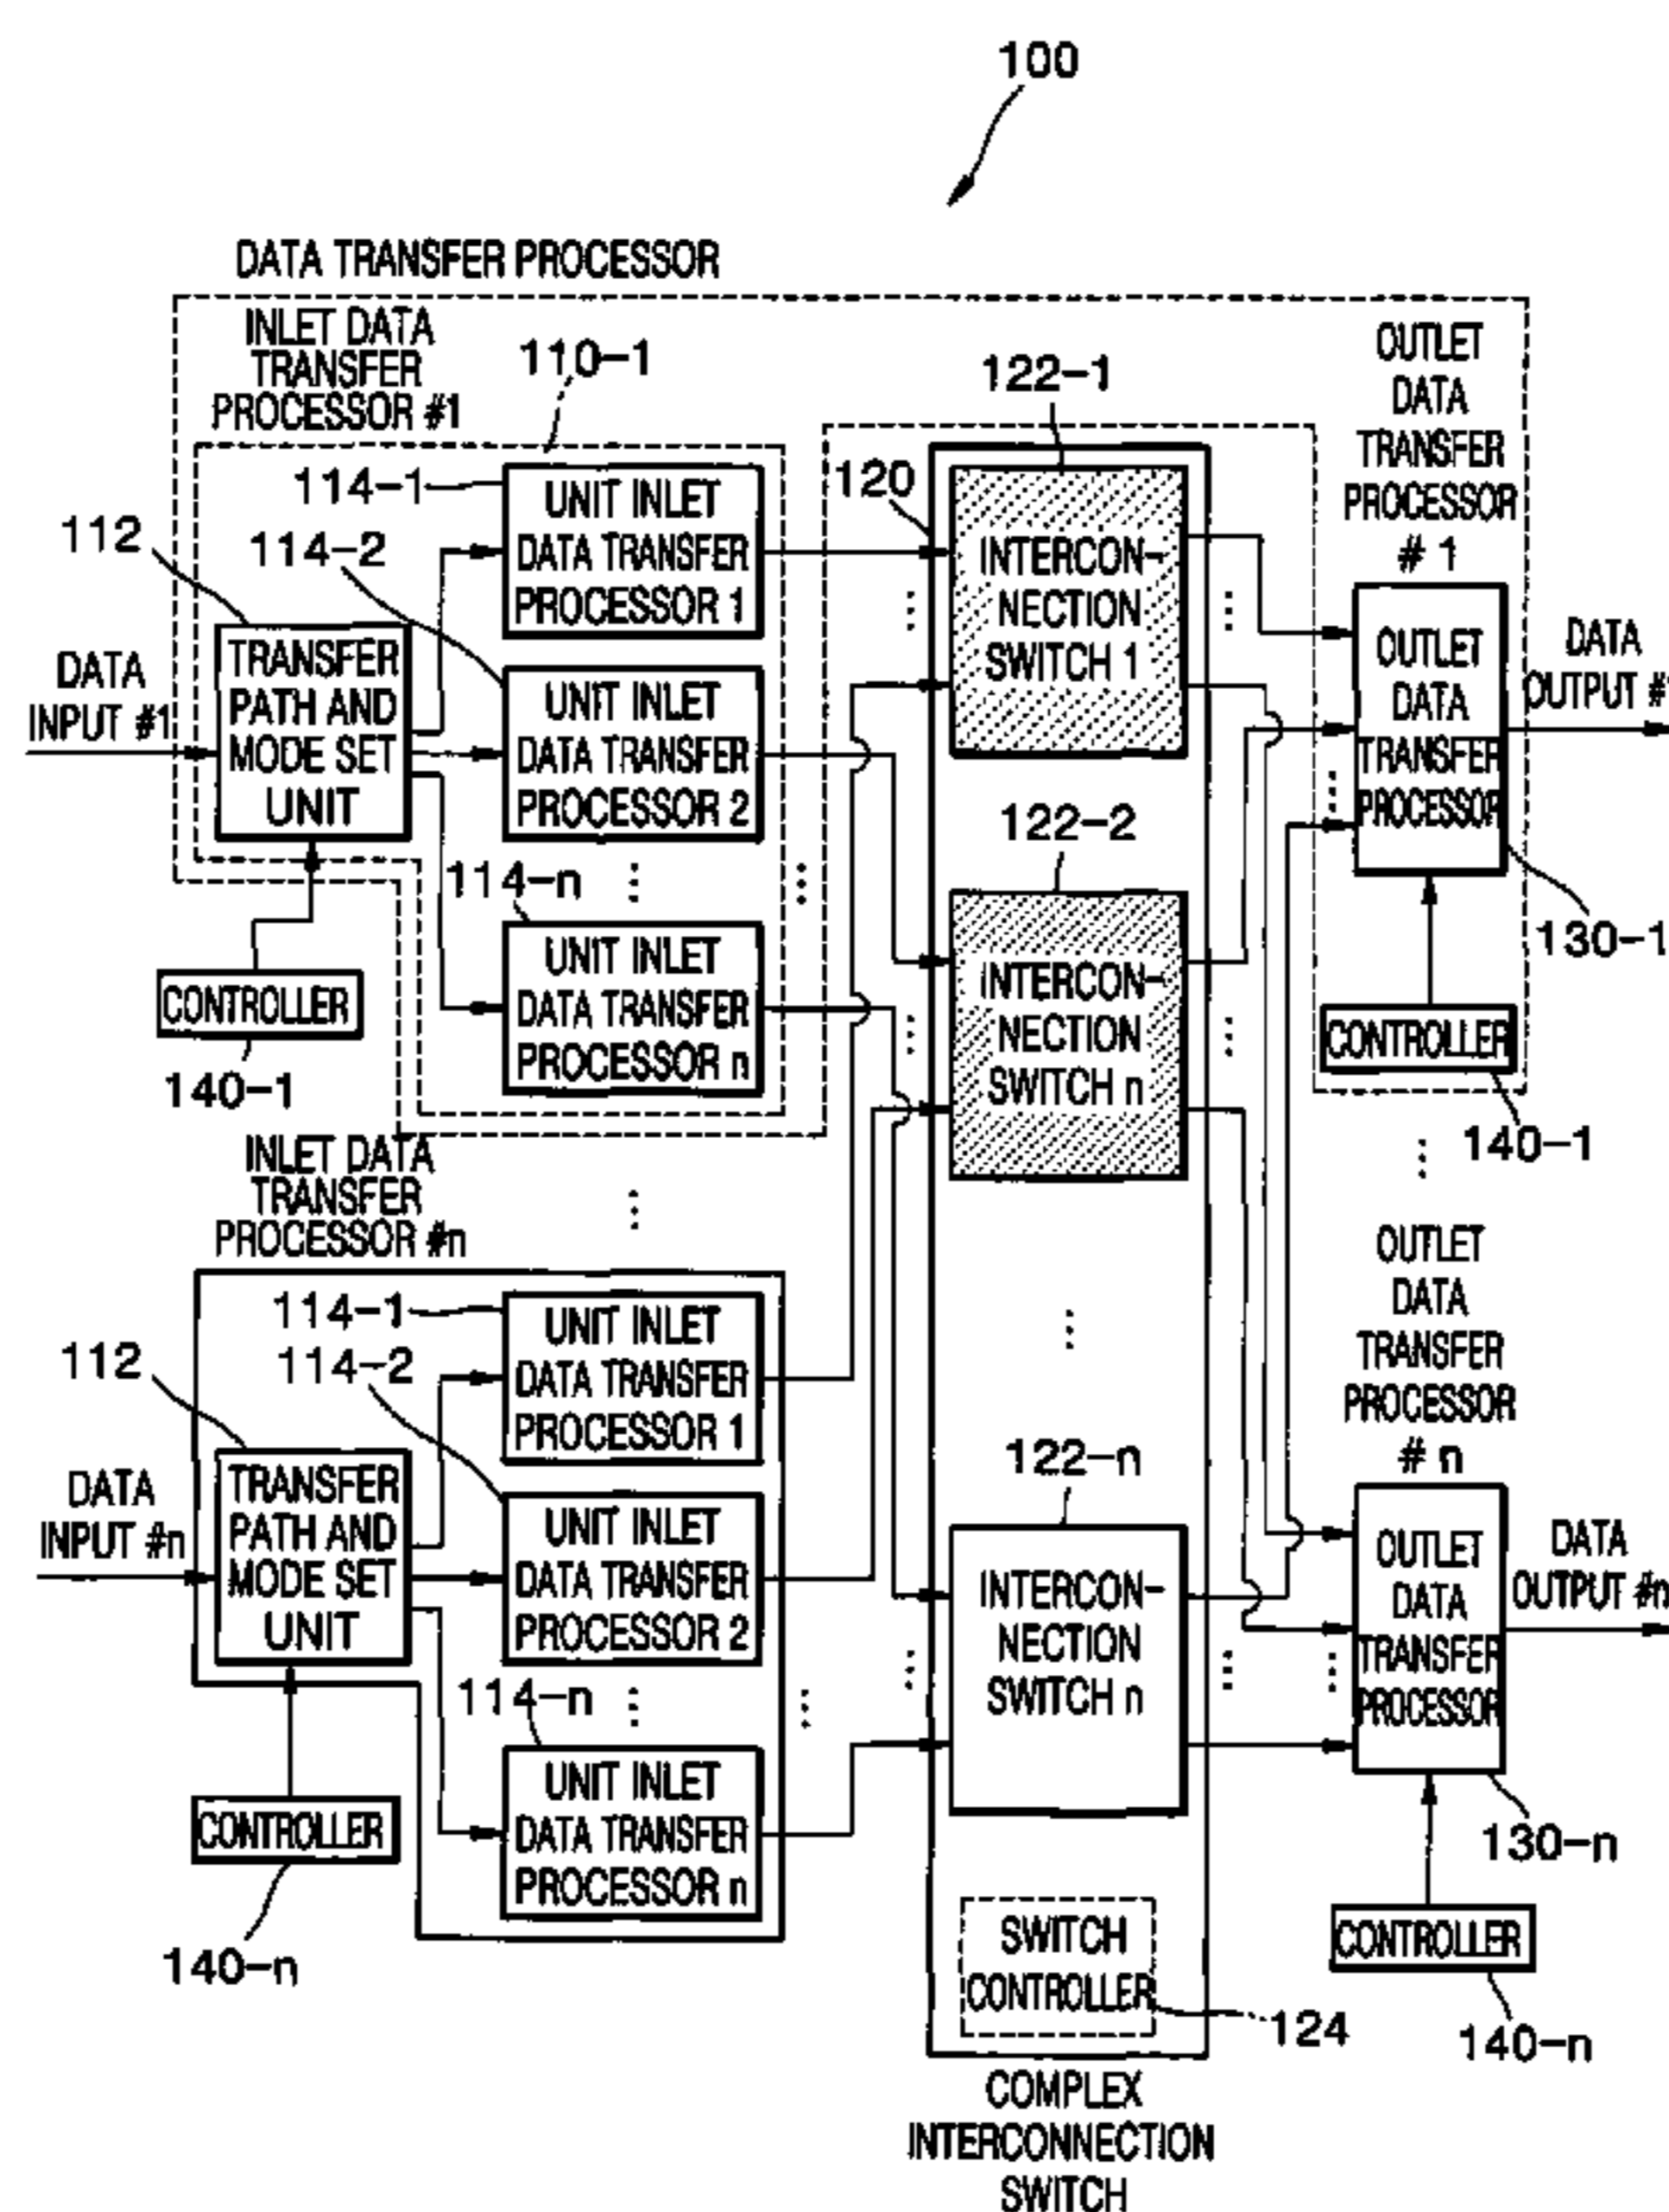 100
DATA TRANSFER PROCESSOR
INLET DATA
TRANSFER
PROCESSOR #1
110-1
114-1
UNIT INLET
DATA TRANSFER
PROCESSOR 1
112
114-2
TRANSFER
PATH AND
MODE SET
UNIT
DATA
INPUT #1
UNIT INLET
DATA TRANSFER
PROCESSOR 2
114-n
UNIT INLET
DATA TRANSFER
PROCESSOR n
CONTROLLER
140-1
122-1
120
INTERCON-
NECTION
SWITCH 1
122-2
INTERCON-
NECTION
SWITCH n
OUTLET
DATA
TRANSFER
PROCESSOR
# 1
OUTLET
DATA
TRANSFER
PROCESSOR
DATA
OUTPUT #1
130-1
CONTROLLER
140-1
INLET DATA
TRANSFER
PROCESSOR #n
114-1
UNIT INLET
DATA TRANSFER
PROCESSOR 1
112
114-2
TRANSFER
PATH AND
MODE SET
UNIT
DATA
INPUT #n
UNIT INLET
DATA TRANSFER
PROCESSOR 2
114-n
UNIT INLET
DATA TRANSFER
PROCESSOR n
CONTROLLER
140-n
122-n
INTERCON-
NECTION
SWITCH n
SWITCH
CONTROLLER
124
COMPLEX
INTERCONNECTION
SWITCH
OUTLET
DATA
TRANSFER
PROCESSOR
# n
OUTLET
DATA
TRANSFER
PROCESSOR
DATA
OUTPUT #n
130-n
CONTROLLER
140-n